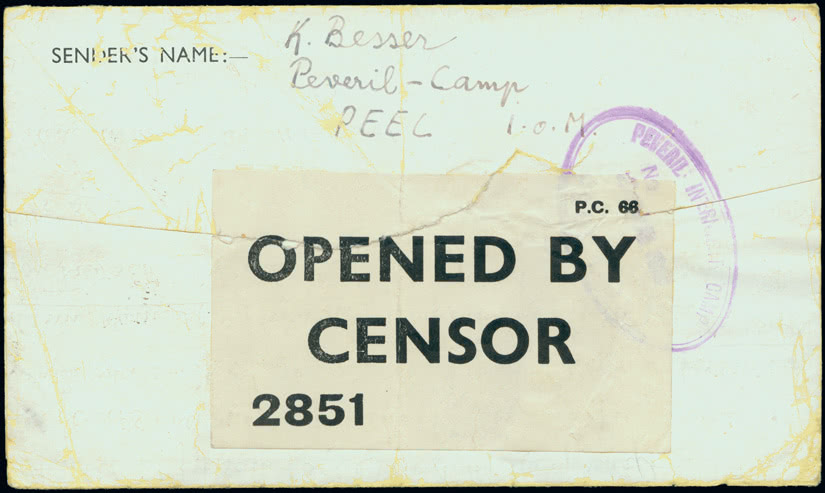 SENDER'S NAME:—
K. Besser
Peveril - Camp
PEEL I.o.M.
PEVERIL INTERNMENT CAMP
P.C. 66
OPENED BY
CENSOR
2851